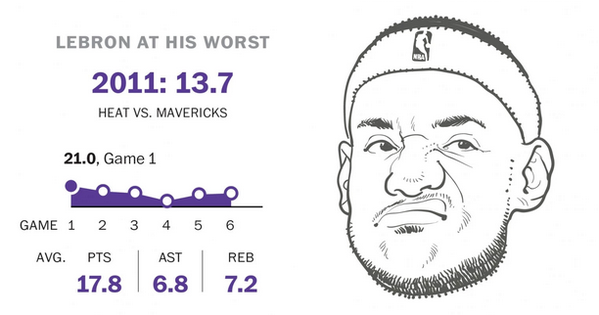 LEBRON AT HIS WORST
2011: 13.7
HEAT VS. MAVERICKS
21.0, Game 1
GAME 1 2 3 4 5 6
AVG. PTS AST REB
17.8 6.8 7.2
NBA